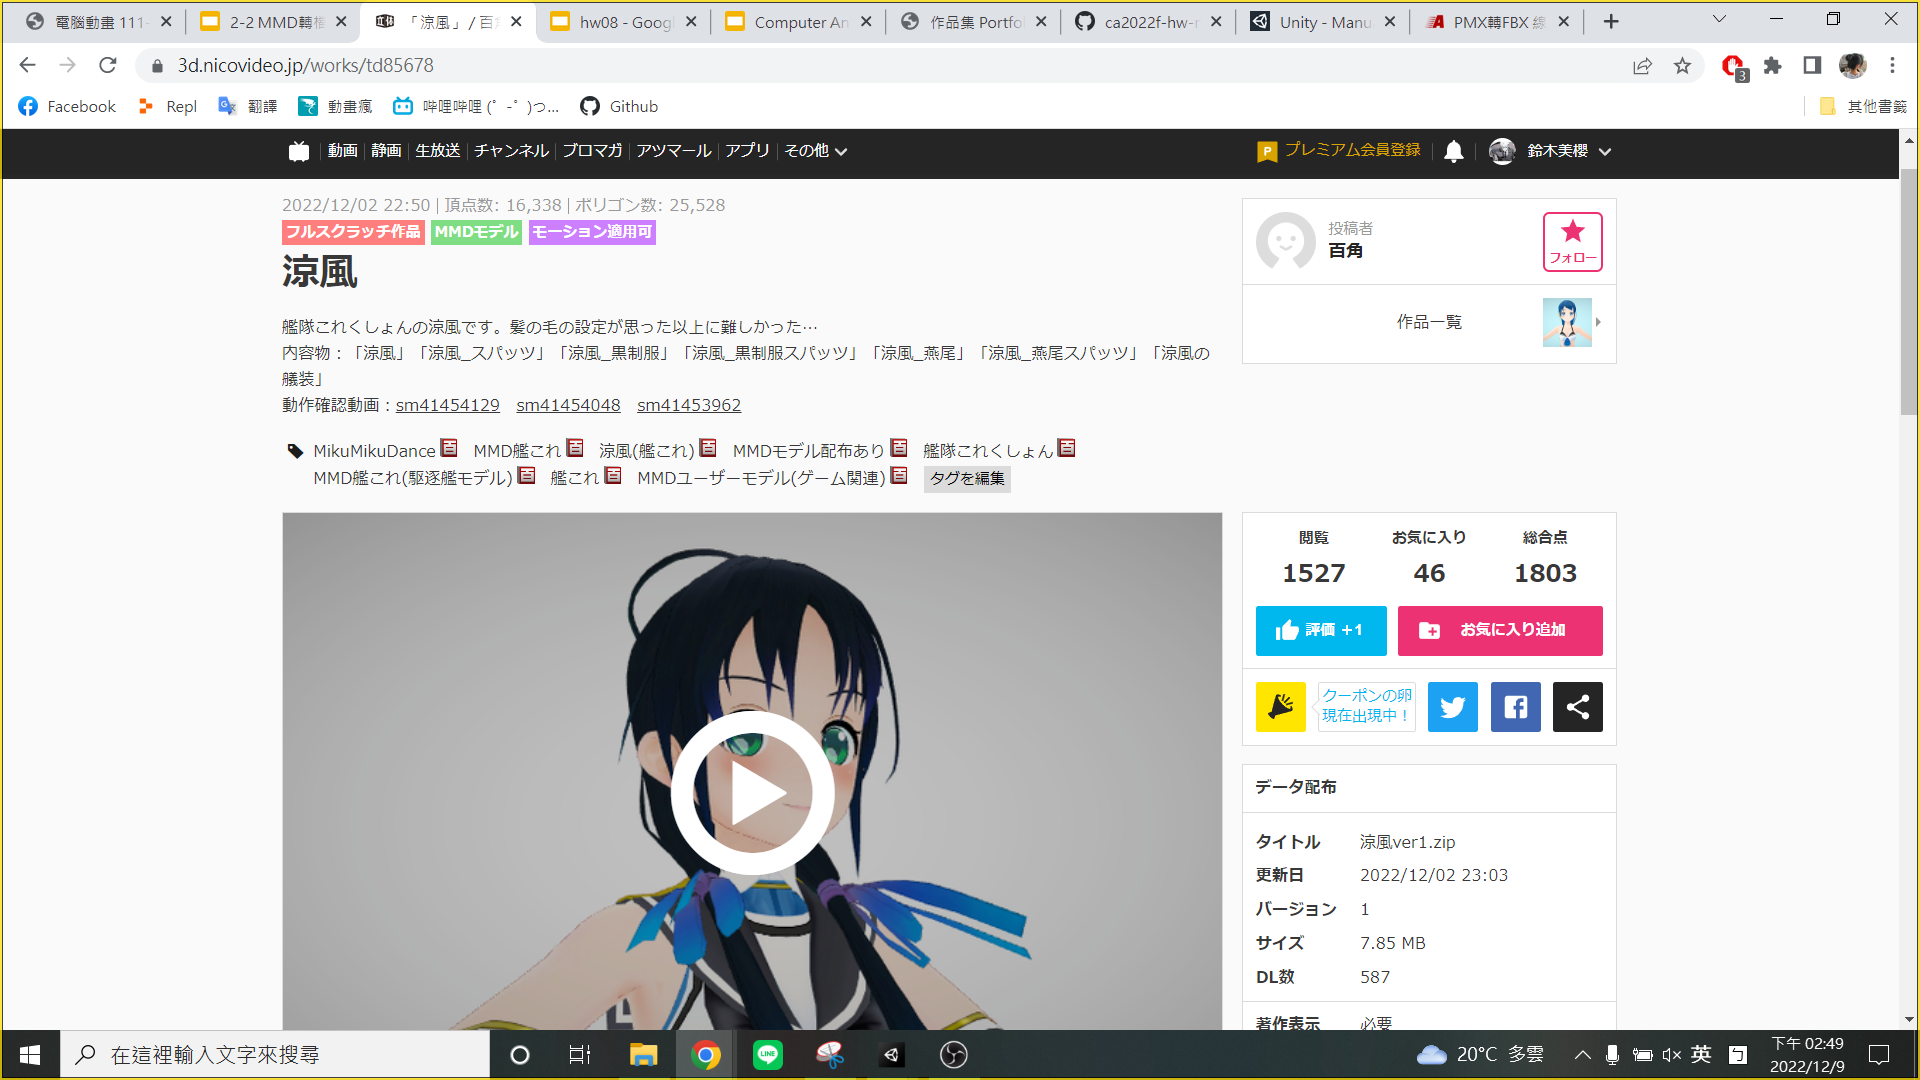 電腦動畫 111-
2-2 MMD轉檔
「涼風」 / 百角
hw08 - Googl
Computer An
作品集 Portfo
ca2022f-hw-r
Unity - Manu
PMX轉FBX 線
3d.nicovideo.jp/works/td85678
3
Facebook
Repl
翻譯
動畫瘋
哔哩哔哩 (゜-゜)つ...
Github
其他書籤
動画
静画
生放送
チャンネル
ブロマガ
アツマール
アプリ
その他
プレミアム会員登録
鈴木美櫻
2022/12/02 22:50 | 頂点数: 16,338 | ポリゴン数: 25,528
フルスクラッチ作品 MMDモデル モーション適用可
涼風
艦隊これくしょんの涼風です。髪の毛の設定が思った以上に難しかった…
内容物：「涼風」「涼風_スパッツ」「涼風_黒制服」「涼風_黒制服スパッツ」「涼風_燕尾」「涼風_燕尾スパッツ」「涼風の
艤装」
動作確認動画：sm41454129 sm41454048 sm41453962
MikuMikuDance MMD艦これ 涼風(艦これ) MMDモデル配布あり 艦隊これくしょん
MMD艦これ(駆逐艦モデル) 艦これ MMDユーザーモデル(ゲーム関連) タグを編集
投稿者
百角
フォロー
作品一覧
閲覧 お気に入り 総合点
1527 46 1803
評価 +1
お気に入り追加
クーポンの卵
現在出現中！
データ配布
タイトル 涼風ver1.zip
更新日 2022/12/02 23:03
バージョン 1
サイズ 7.85 MB
DL数 587
著作表示 必要
在這裡輸入文字來搜尋
LINE
20°C 多雲
英
下午 02:49
2022/12/9